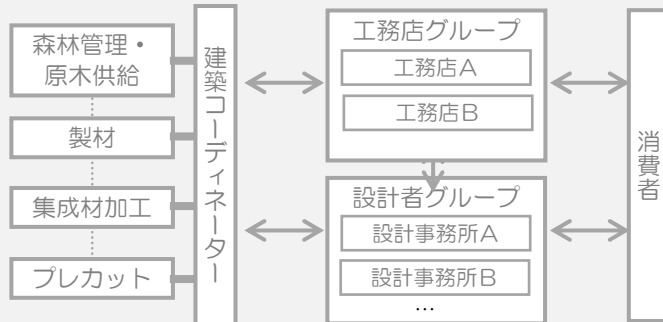 森林管理・
原木供給
製材
集成材加工
プレカット
建築コーディネーター
工務店グループ
工務店A
工務店B
設計者グループ
設計事務所A
設計事務所B
…
消費者